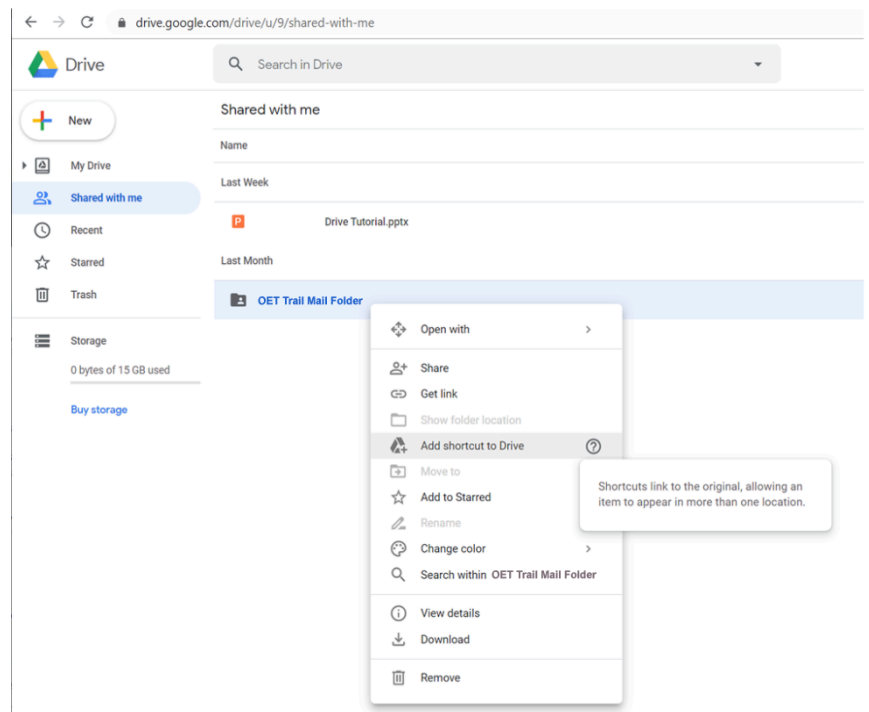 drive.google.com/drive/u/9/shared-with-me
Drive
Search in Drive
New
My Drive
Shared with me
Recent
Starred
Trash
Storage
0 bytes of 15 GB used
Buy storage
Shared with me
Name
Last Week
P
Drive Tutorial.pptx
Last Month
OET Trail Mail Folder
Open with
Share
Get link
Show folder location
Add shortcut to Drive
Shortcuts link to the original, allowing an
item to appear in more than one location.
Move to
Add to Starred
Rename
Change color
Search within OET Trail Mail Folder
View details
Download
Remove